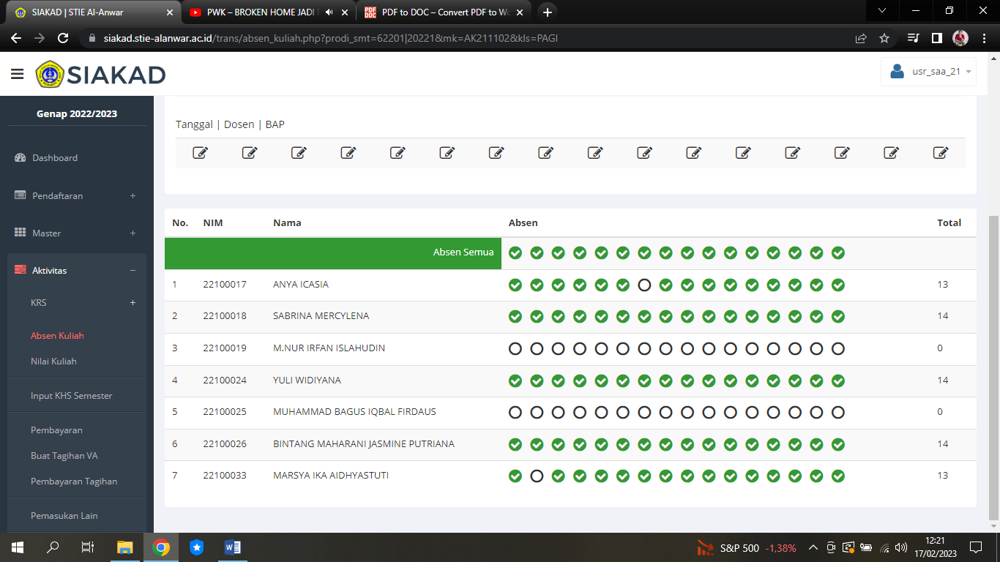 SIAKAD | STIE Al-Anwar
PWK – BROKEN HOME JADI
PDF to DOC – Convert PDF to Wo
siakad.stie-alanwar.ac.id/trans/absen_kuliah.php?prodi_smt=62201|20221&mk=AK211102&kls=PAGI
SIAKAD
usr_saa_21
Genap 2022/2023
Dashboard
Pendaftaran +
Master +
Aktivitas −
KRS +
Absen Kuliah
Nilai Kuliah
Input KHS Semester
Pembayaran
Buat Tagihan VA
Pembayaran Tagihan
Pemasukan Lain
Tanggal | Dosen | BAP
No. NIM Nama Absen Total
Absen Semua
1 22100017 ANYA ICASIA 13
2 22100018 SABRINA MERCYLENA 14
3 22100019 M.NUR IRFAN ISLAHUDIN 0
4 22100024 YULI WIDIYANA 14
5 22100025 MUHAMMAD BAGUS IQBAL FIRDAUS 0
6 22100026 BINTANG MAHARANI JASMINE PUTRIANA 14
7 22100033 MARSYA IKA AIDHYASTUTI 13
S&P 500 -1,38%
12:21
17/02/2023